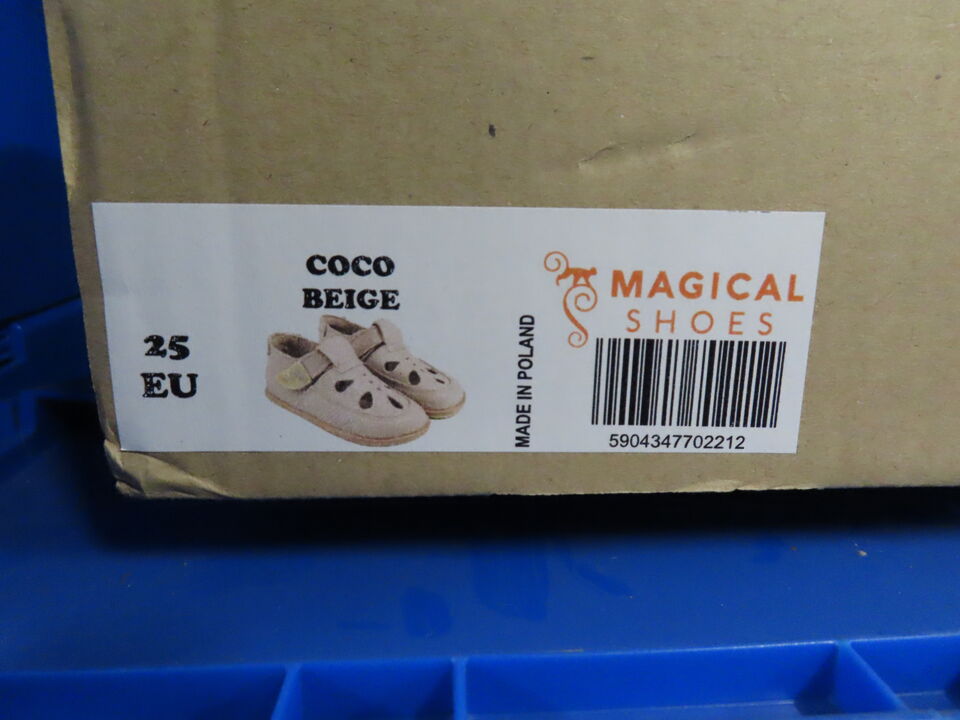 COCO
BEIGE
25
EU
MADE IN POLAND
MAGICAL
SHOES
5904347702212